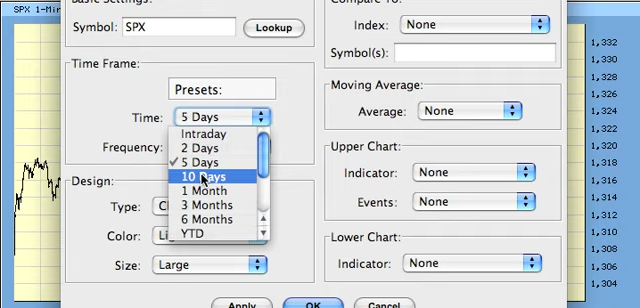 SPX 1-Min
Basic Settings:
Compare To:
Symbol: SPX Lookup
Index: None
Symbol(s):
Time Frame:
Presets:
Time: 5 Days
Frequency:
Intraday
2 Days
✓ 5 Days
10 Days
1 Month
3 Months
6 Months
YTD
Moving Average:
Average: None
Upper Chart:
Indicator: None
Events: None
Lower Chart:
Indicator: None
Design:
Type:
Color:
Size: Large
Apply OK Cancel
1,332
1,330
1,328
1,326
1,324
1,322
1,320
1,318
1,316
1,314
1,312
1,310
1,308
1,306
1,304